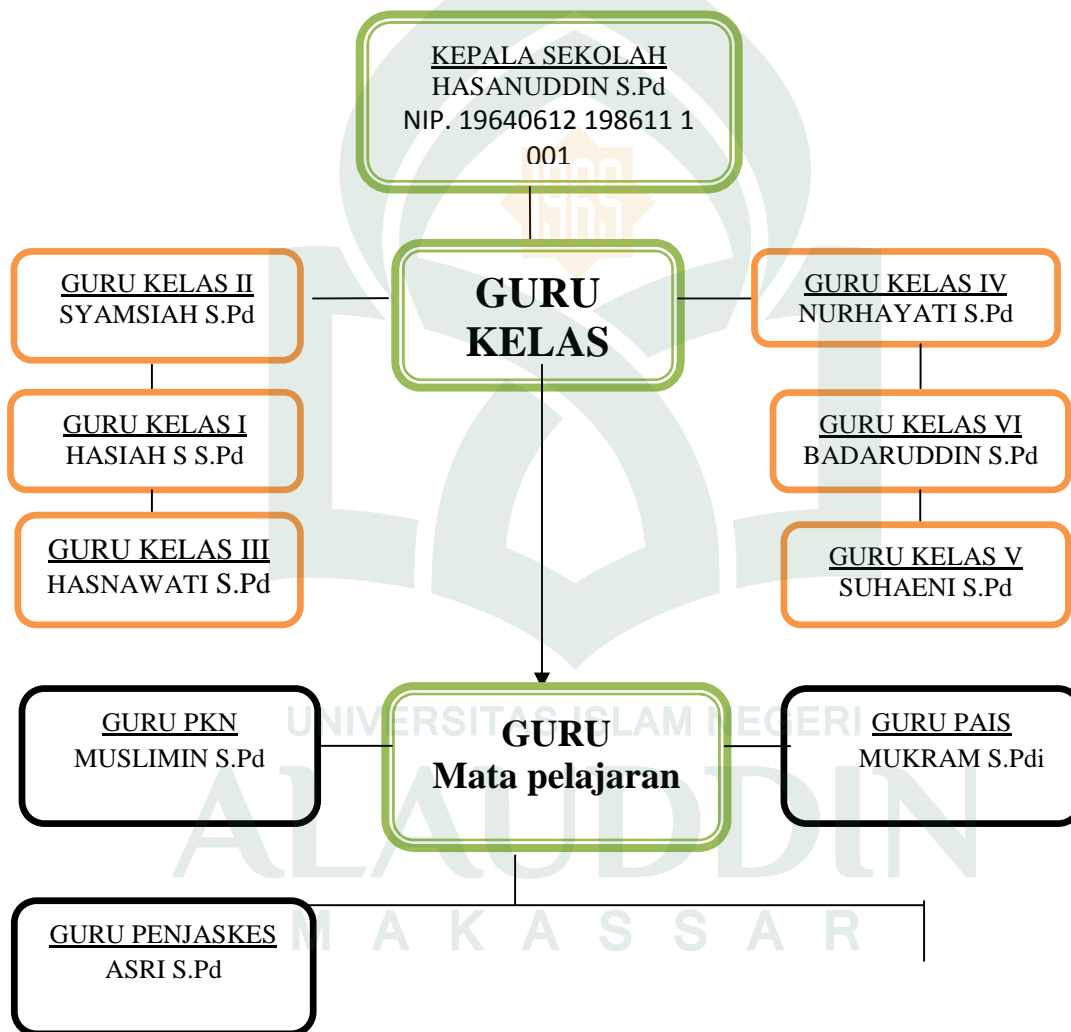 KEPALA SEKOLAH
HASANUDDIN S.Pd
NIP. 19640612 198611 1
001
1965
GURU KELAS II
SYAMSIAH S.Pd
GURU
KELAS
GURU KELAS IV
NURHAYATI S.Pd
GURU KELAS I
HASIAH S S.Pd
GURU KELAS VI
BADARUDDIN S.Pd
GURU KELAS III
HASNAWATI S.Pd
GURU KELAS V
SUHAENI S.Pd
GURU PKN
MUSLIMIN S.Pd
GURU
Mata pelajaran
GURU PAIS
MUKRAM S.Pdi
UNIVERSITAS ISLAM NEGERI
ALAUDDIN
MAKASSAR
GURU PENJASKES
ASRI S.Pd